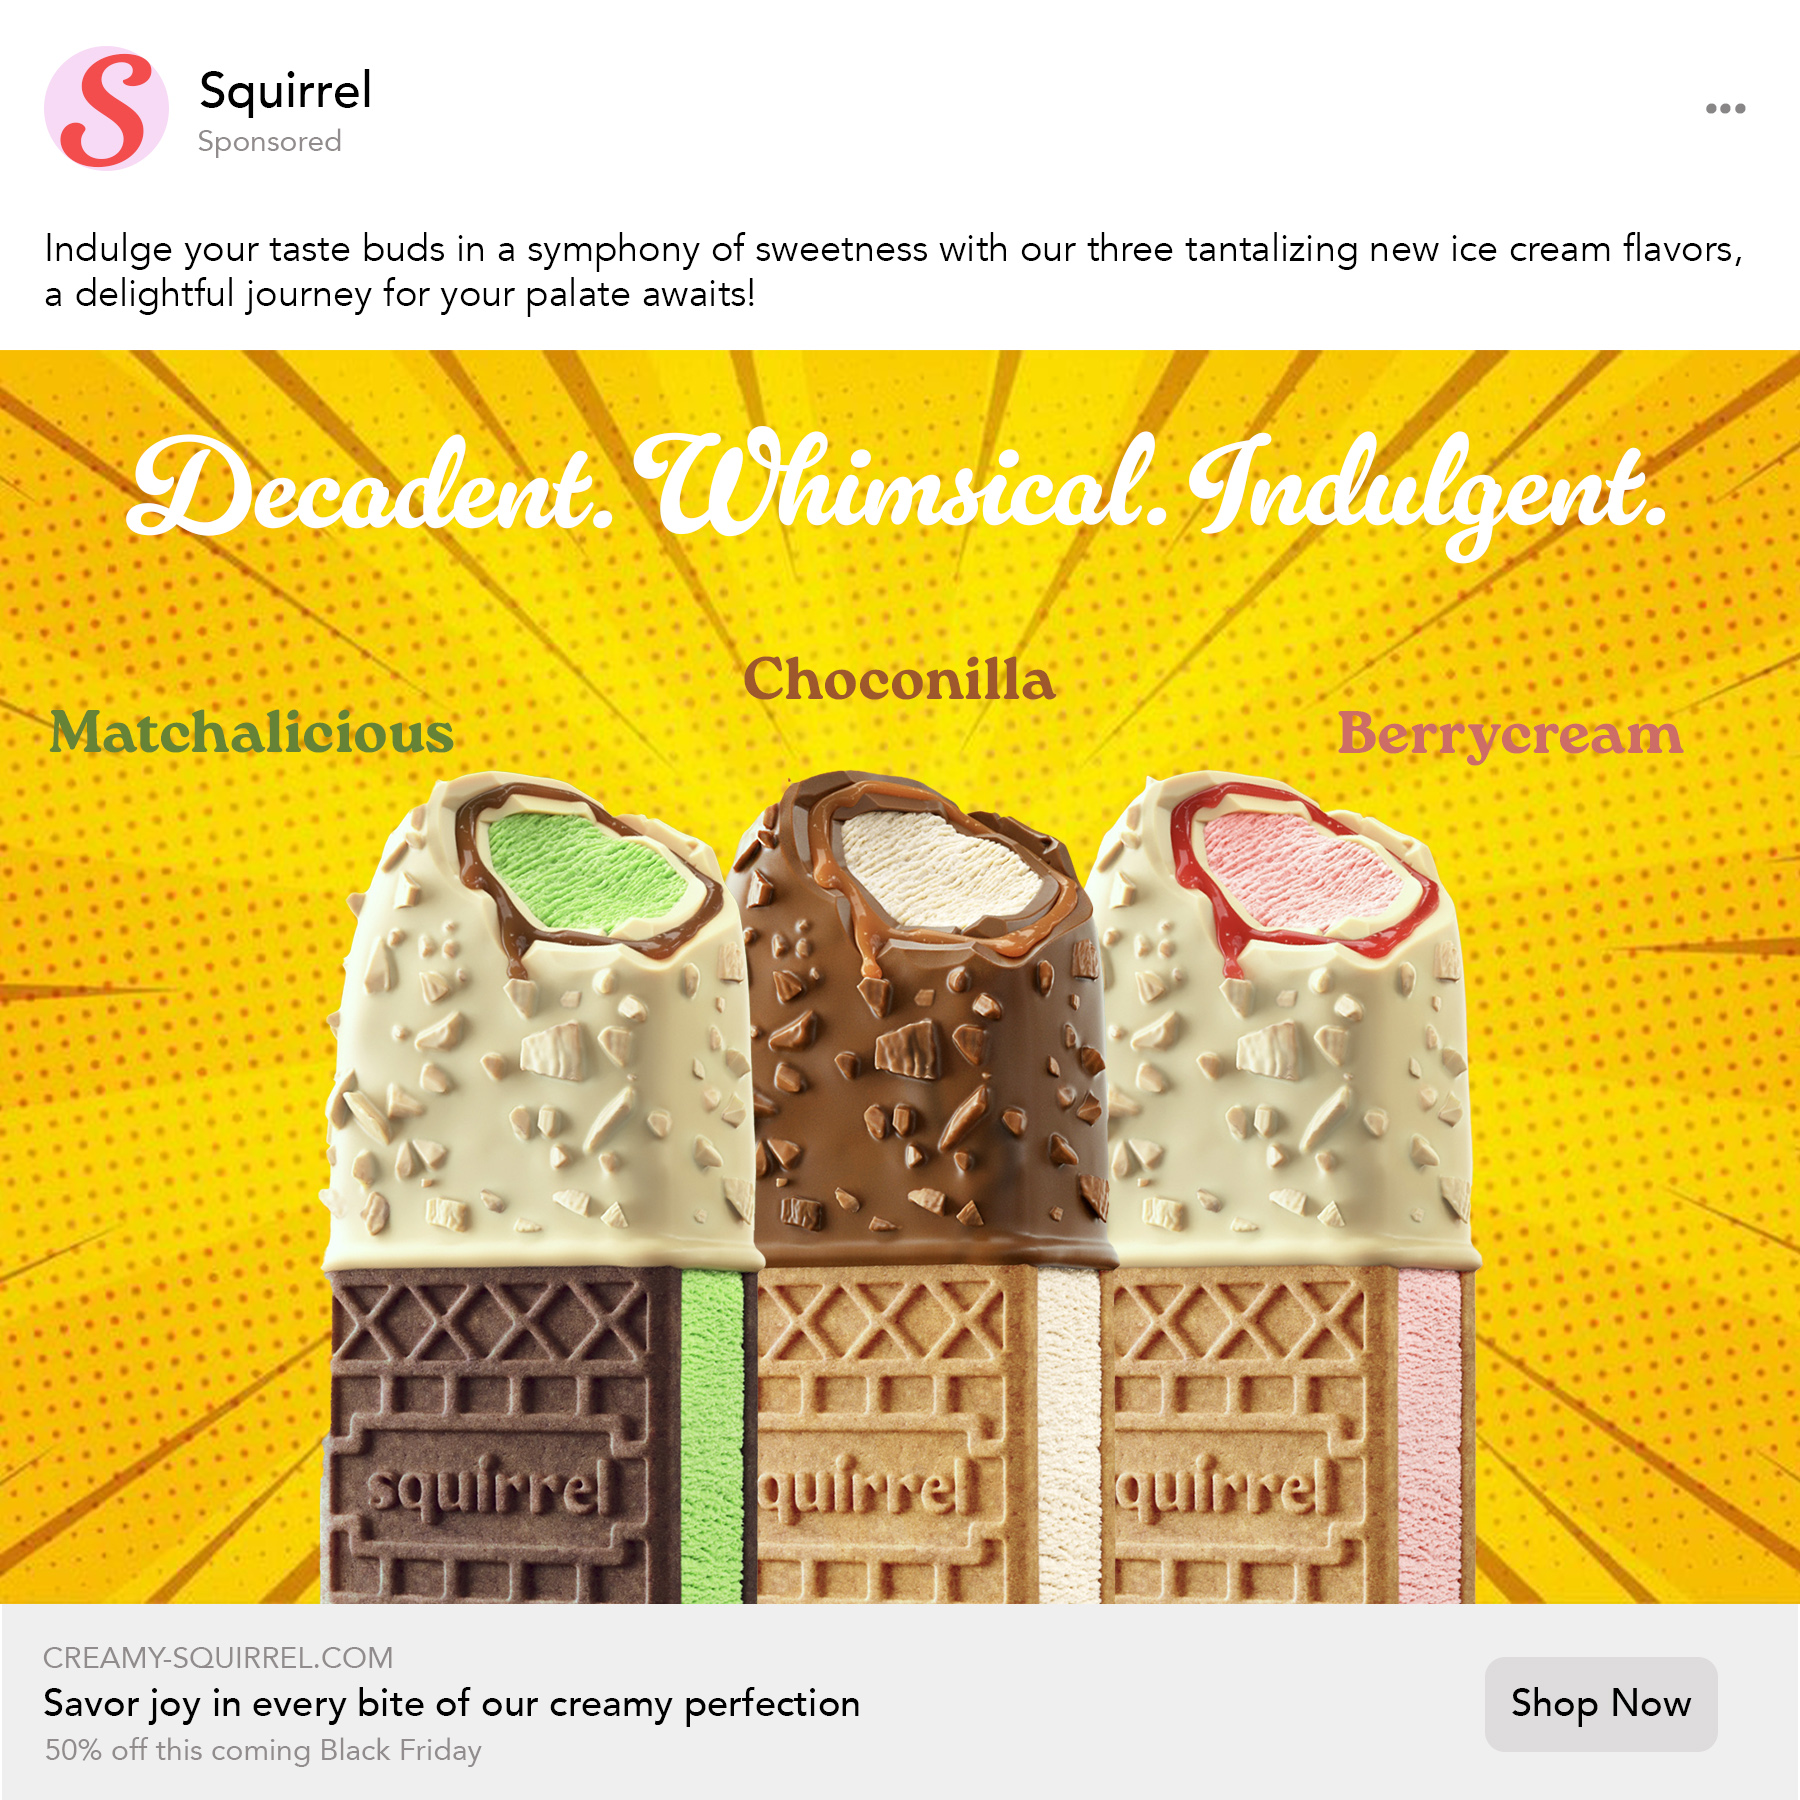 S
Squirrel
Sponsored
Indulge your taste buds in a symphony of sweetness with our three tantalizing new ice cream flavors,
a delightful journey for your palate awaits!
Decadent. Whimsical. Indulgent.
Choconilla
Matchalicious
Berrycream
squirrel
quirrel
quirrel
CREAMY-SQUIRREL.COM
Savor joy in every bite of our creamy perfection
50% off this coming Black Friday
Shop Now